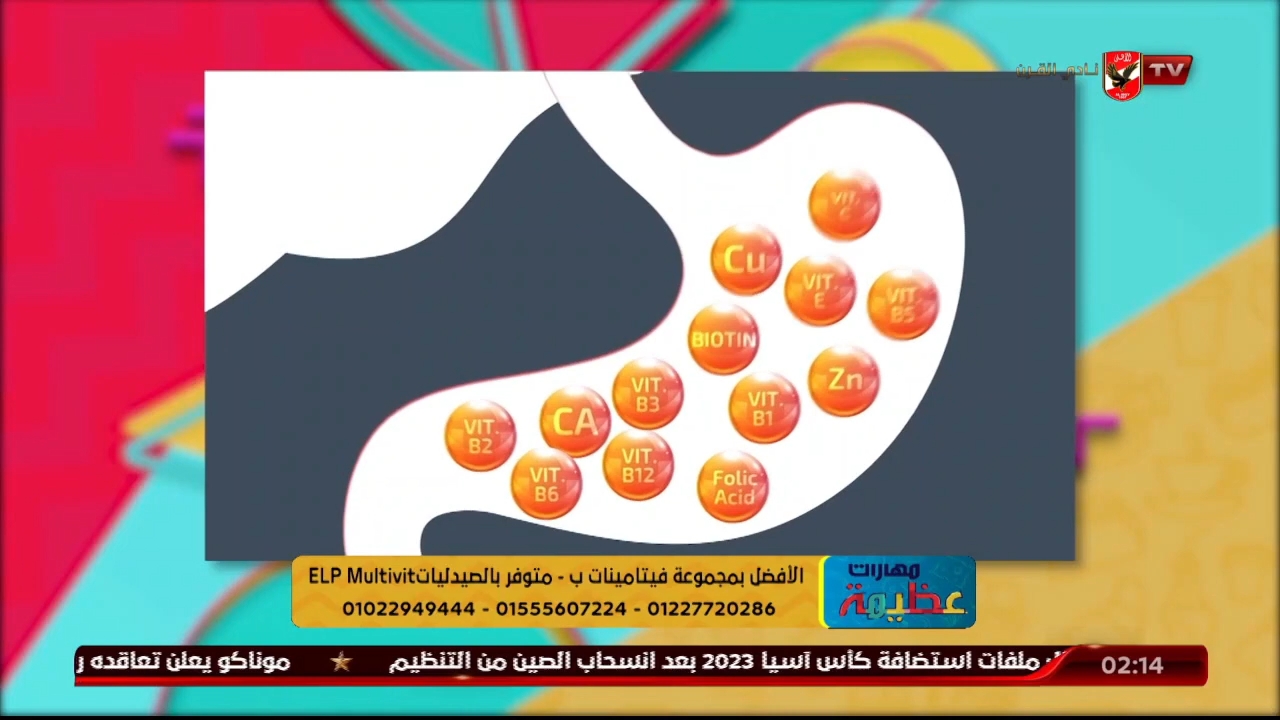 نادي القرن
TV
VIT.
C
Cu
VIT.
E
VIT.
B5
BIOTIN
Zn
VIT.
B3
VIT.
B1
CA
VIT.
B2
VIT.
B12
VIT.
B6
Folic
Acid
الأفضل بمجموعة فيتامينات ب - متوفر بالصيدليات ELP Multivit
01022949444 - 01555607224 - 01227720286
مهارات
عظيمة
ملفات استضافة كأس آسيا 2023 بعد انسحاب الصين من التنظيم
موناكو يعلن تعاقده
02:14